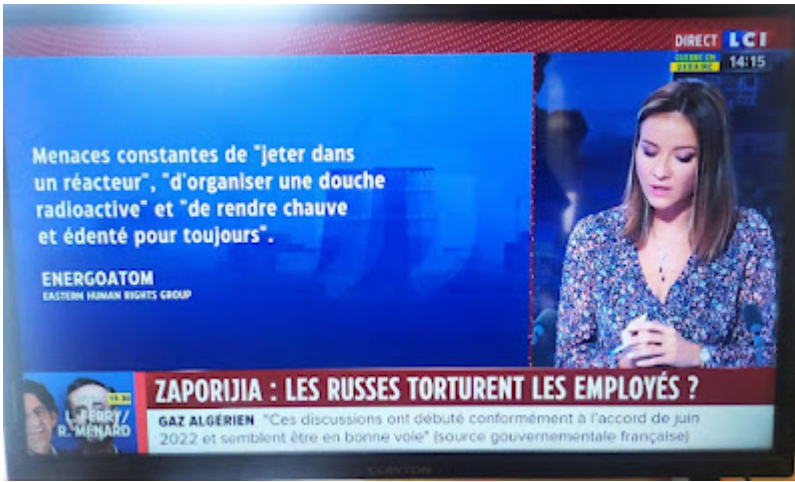 DIRECT LCI
GUERRE EN
UKRAINE
14:15
Menaces constantes de "jeter dans
un réacteur", "d'organiser une douche
radioactive" et "de rendre chauve
et édenté pour toujours".
ENERGOATOM
EASTERN HUMAN RIGHTS GROUP
15:30
L. FERRY/
R. MÉNARD
ZAPORIJIA : LES RUSSES TORTURENT LES EMPLOYÉS ?
GAZ ALGÉRIEN "Ces discussions ont débuté conformément à l'accord de juin
2022 et semblent être en bonne voie" (source gouvernementale française)
CLAYTON